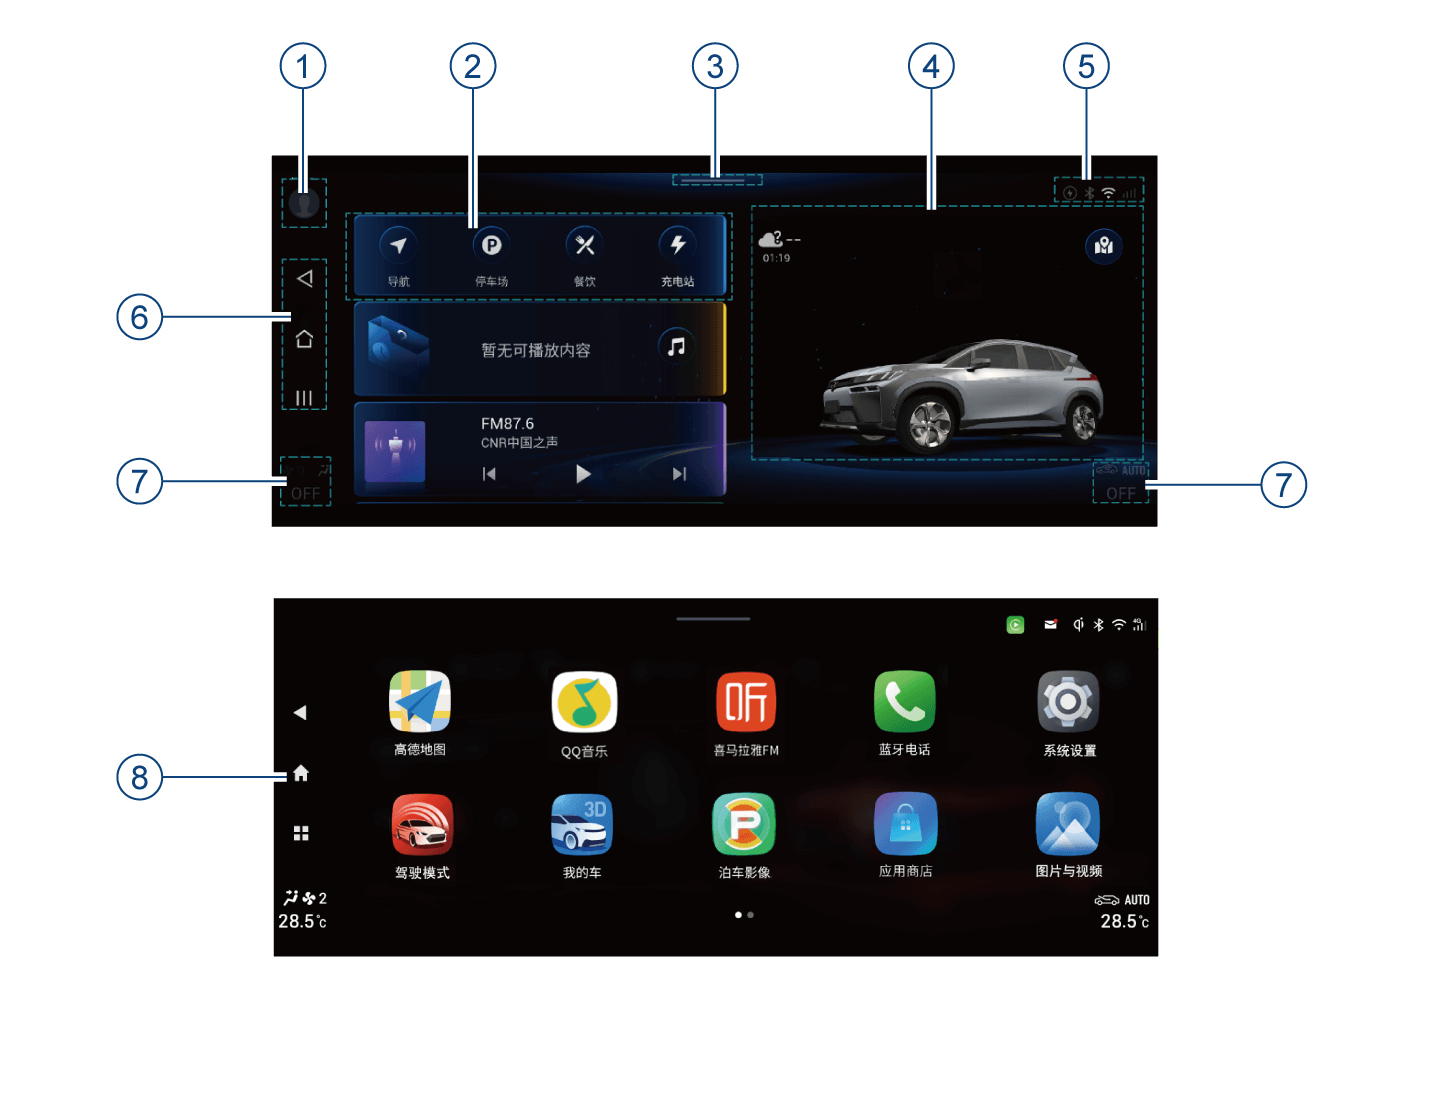 1 2 3 4 5
导航 停车场 餐饮 充电站
01:19
6
暂无可播放内容
FM87.6
CNR中国之声
7 OFF
AUTO
OFF 7
4G
高德地图 QQ音乐 喜马拉雅FM 蓝牙电话 系统设置
8
3D
驾驶模式 我的车 泊车影像 应用商店 图片与视频
2
28.5℃
AUTO
28.5℃